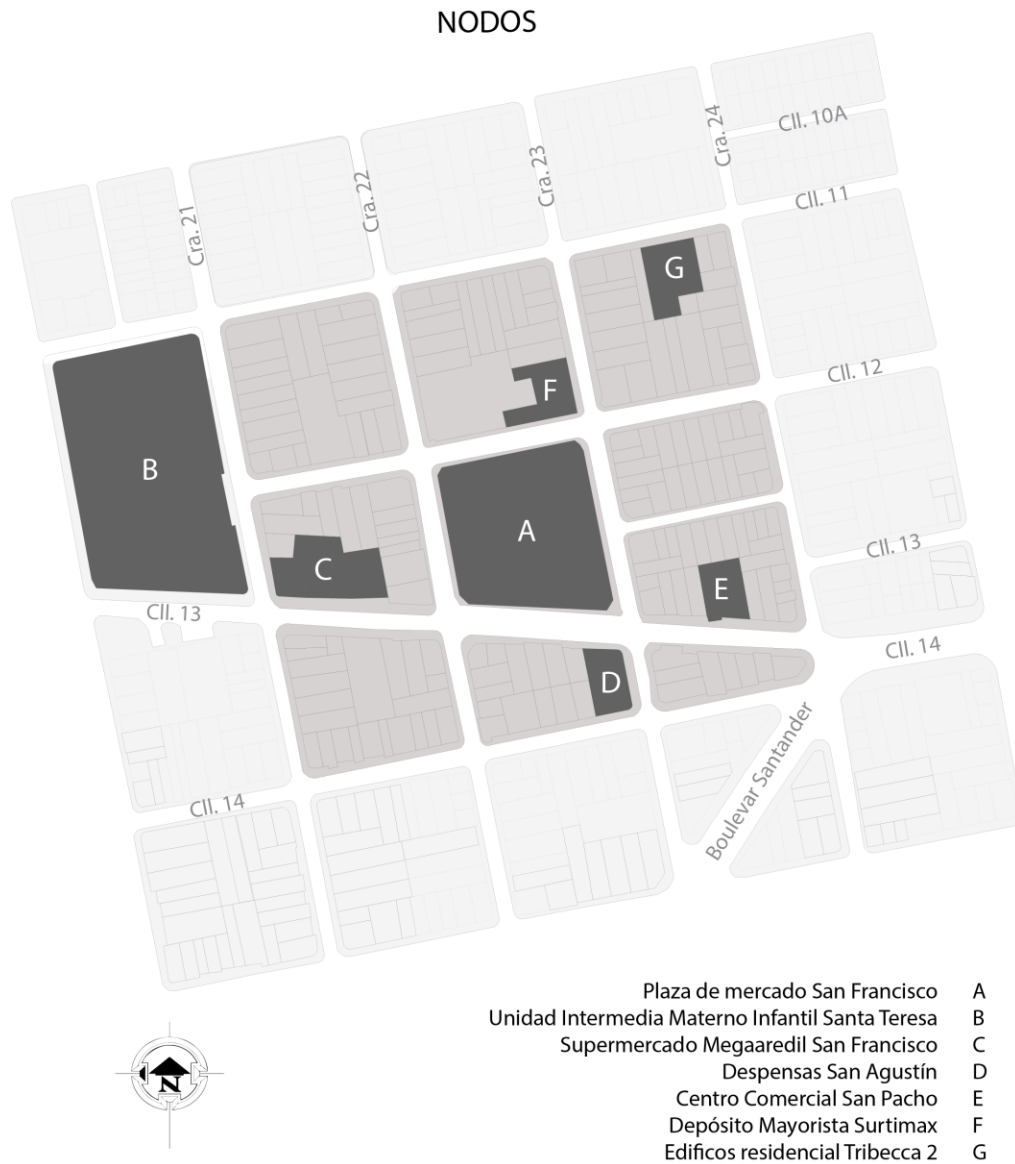 NODOS
Cll. 10A
Cra. 24
Cra. 23
Cra. 22
Cra. 21
Cll. 11
G
Cll. 12
F
B
A
Cll. 13
C
E
Cll. 13
Cll. 14
D
Boulevar Santander
Cll. 14
Plaza de mercado San Francisco A
Unidad Intermedia Materno Infantil Santa Teresa B
Supermercado Megaaredil San Francisco C
Despensas San Agustín D
Centro Comercial San Pacho E
Depósito Mayorista Surtimax F
Edificos residencial Tribecca 2 G
N